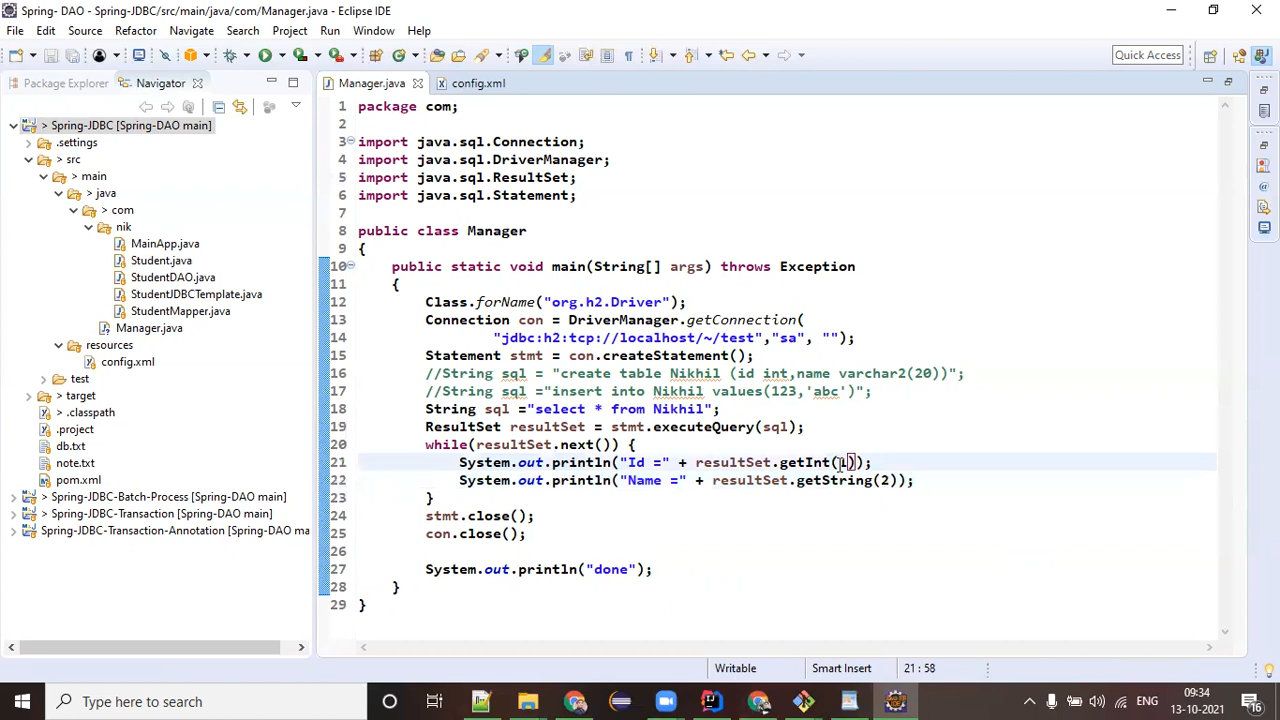 Spring- DAO - Spring-JDBC/src/main/java/com/Manager.java - Eclipse IDE
File Edit Source Refactor Navigate Search Project Run Window Help
Quick Access
Package Explorer Navigator
> Spring-JDBC [Spring-DAO main]
.settings
> src
> main
> java
> com
nik
MainApp.java
Student.java
StudentDAO.java
StudentJDBCTemplate.java
StudentMapper.java
Manager.java
resources
config.xml
test
> target
> .classpath
.project
db.txt
note.txt
pom.xml
> Spring-JDBC-Batch-Process [Spring-DAO main]
> Spring-JDBC-Transaction [Spring-DAO main]
Spring-JDBC-Transaction-Annotation [Spring-DAO ma
Manager.java config.xml
1 package com;
2
3 import java.sql.Connection;
4 import java.sql.DriverManager;
5 import java.sql.ResultSet;
6 import java.sql.Statement;
7
8 public class Manager
9 {
10 public static void main(String[] args) throws Exception
11 {
12 Class.forName("org.h2.Driver");
13 Connection con = DriverManager.getConnection(
14 "jdbc:h2:tcp://localhost/~/test","sa", "");
15 Statement stmt = con.createStatement();
16 //String sql = "create table Nikhil (id int,name varchar2(20))";
17 //String sql ="insert into Nikhil values(123,'abc')";
18 String sql ="select * from Nikhil";
19 ResultSet resultSet = stmt.executeQuery(sql);
20 while(resultSet.next()) {
21 System.out.println("Id =" + resultSet.getInt(1));
22 System.out.println("Name =" + resultSet.getString(2));
23 }
24 stmt.close();
25 con.close();
26
27 System.out.println("done");
28 }
29 }
Writable Smart Insert 21 : 58
Type here to search
ENG
09:34
13-10-2021
16